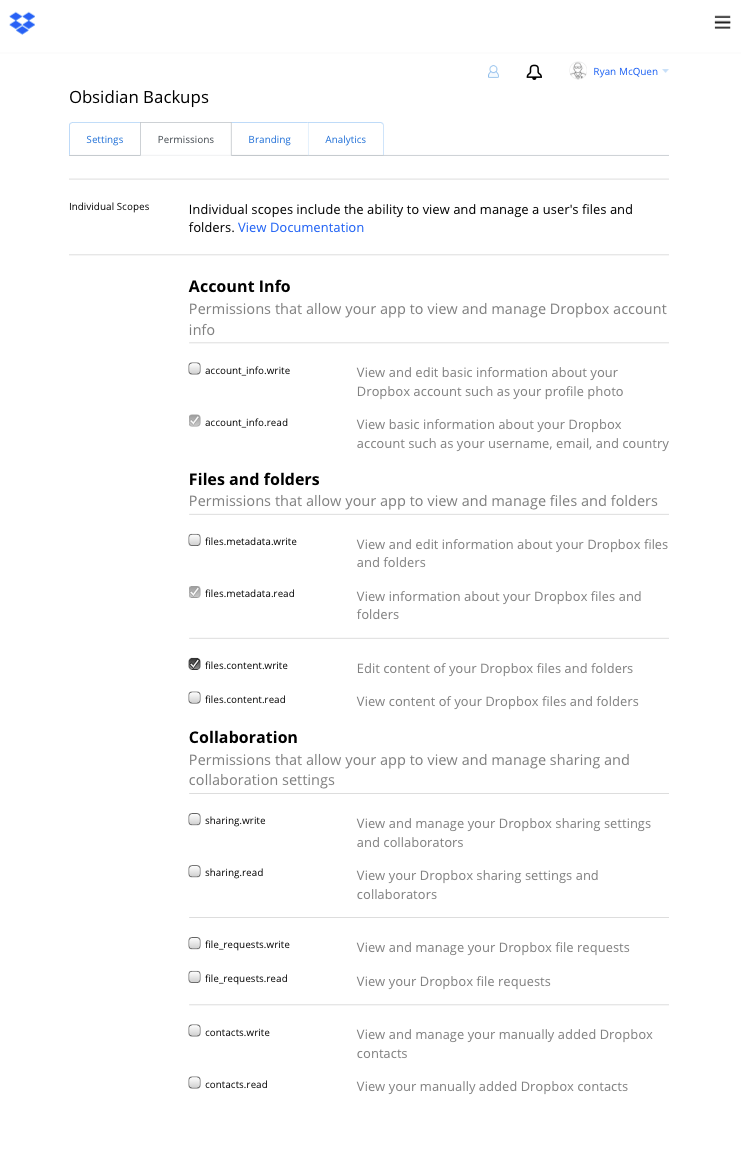 Ryan McQuen
Obsidian Backups
Settings
Permissions
Branding
Analytics
Individual Scopes
Individual scopes include the ability to view and manage a user's files and
folders. View Documentation
Account Info
Permissions that allow your app to view and manage Dropbox account
info
account_info.write
View and edit basic information about your
Dropbox account such as your profile photo
account_info.read
View basic information about your Dropbox
account such as your username, email, and country
Files and folders
Permissions that allow your app to view and manage files and folders
files.metadata.write
View and edit information about your Dropbox files
and folders
files.metadata.read
View information about your Dropbox files and
folders
files.content.write
Edit content of your Dropbox files and folders
files.content.read
View content of your Dropbox files and folders
Collaboration
Permissions that allow your app to view and manage sharing and
collaboration settings
sharing.write
View and manage your Dropbox sharing settings
and collaborators
sharing.read
View your Dropbox sharing settings and
collaborators
file_requests.write
View and manage your Dropbox file requests
file_requests.read
View your Dropbox file requests
contacts.write
View and manage your manually added Dropbox
contacts
contacts.read
View your manually added Dropbox contacts